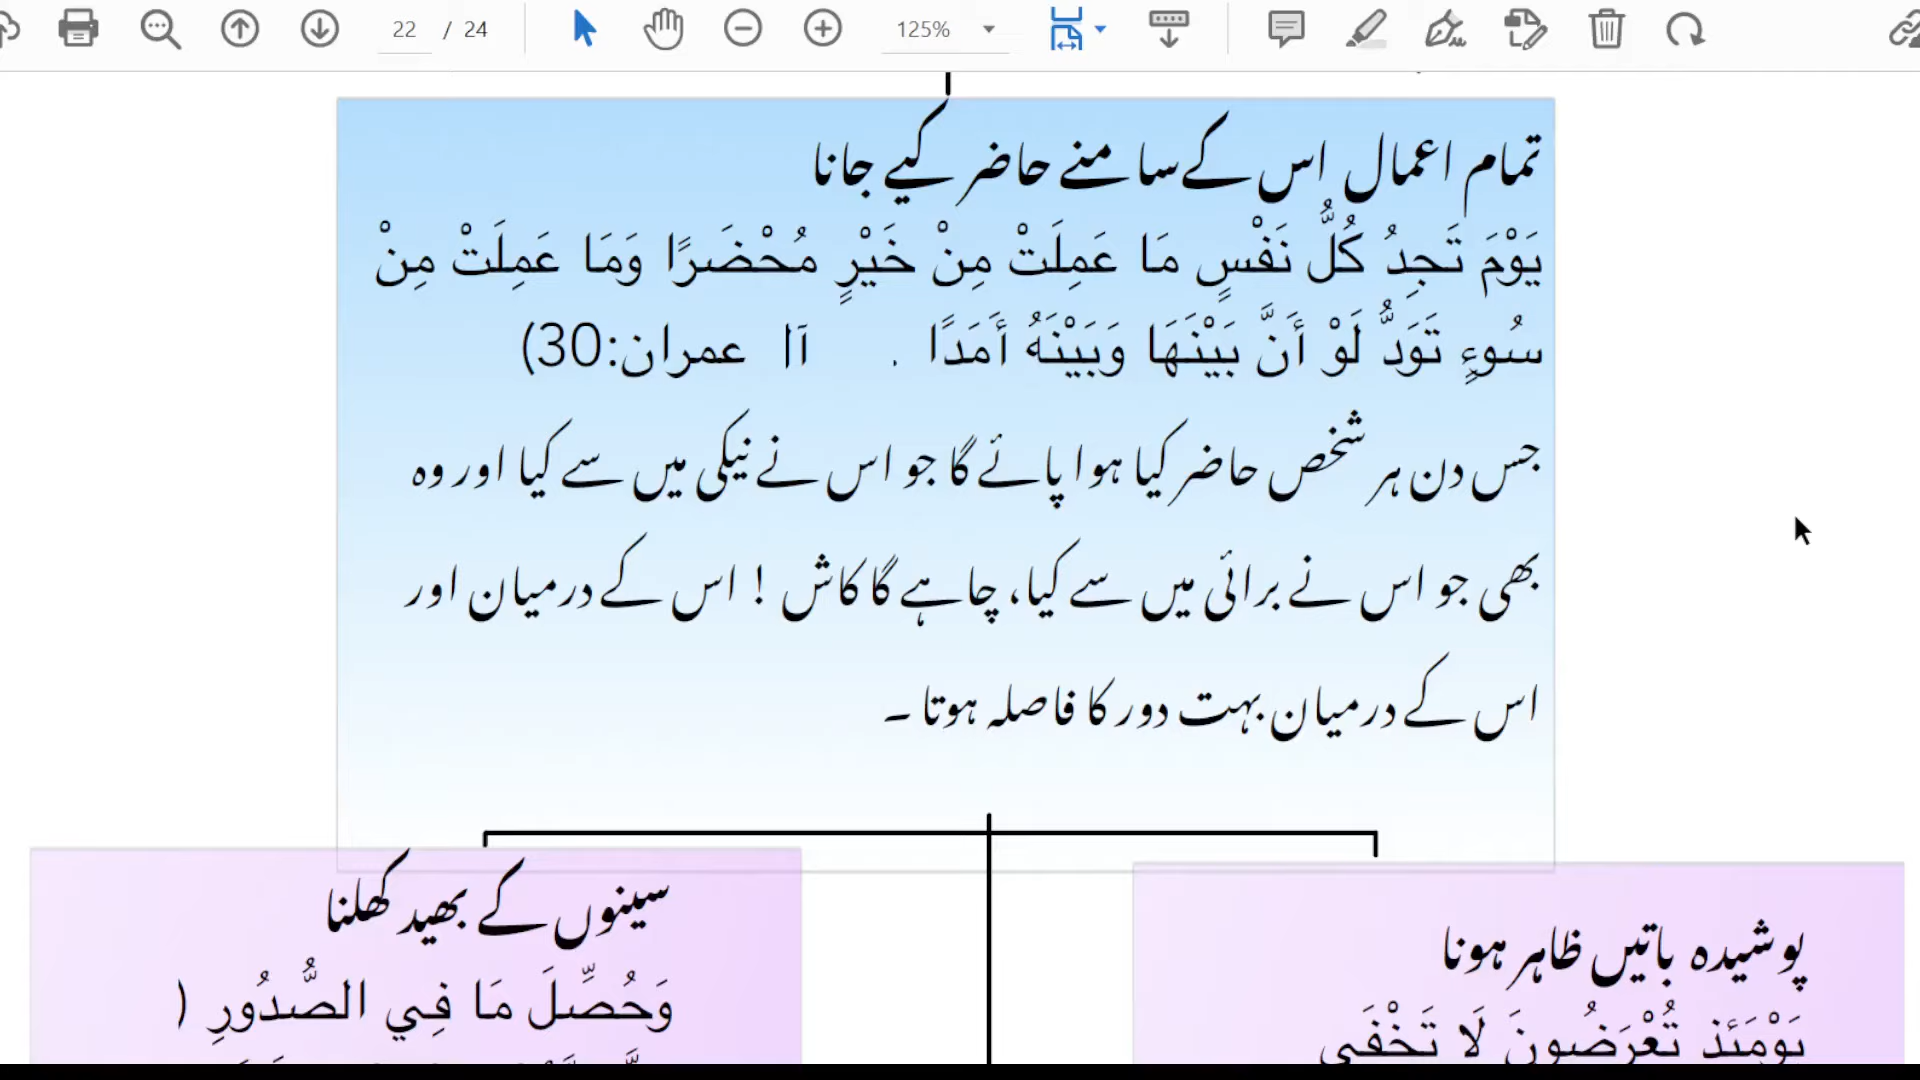 22 / 24
125%
تمام اعمال اس کے سامنے حاضر کیے جانا
يَوْمَ تَجِدُ كُلُّ نَفْسٍ مَا عَمِلَتْ مِنْ خَيْرٍ مُحْضَرًا وَمَا عَمِلَتْ مِنْ
سُوءٍ تَوَدُّ لَوْ أَنَّ بَيْنَهَا وَبَيْنَهُ أَمَدًا . آا عمران:30)
جس دن ہر شخص حاضر کیا ہوا پائے گا جو اس نے نیکی میں سے کیا اور وہ
بھی جو اس نے برائی میں سے کیا، چاہے گا کاش ! اس کے درمیان اور
اس کے درمیان بہت دور کا فاصلہ ہوتا ۔
پوشیدہ باتیں ظاہر ہونا
يَوْمَئِذٍ تُعْرَضُونَ لَا تَخْفَى
سینوں کے بھید کھلنا
وَحُصِّلَ مَا فِي الصُّدُورِ (